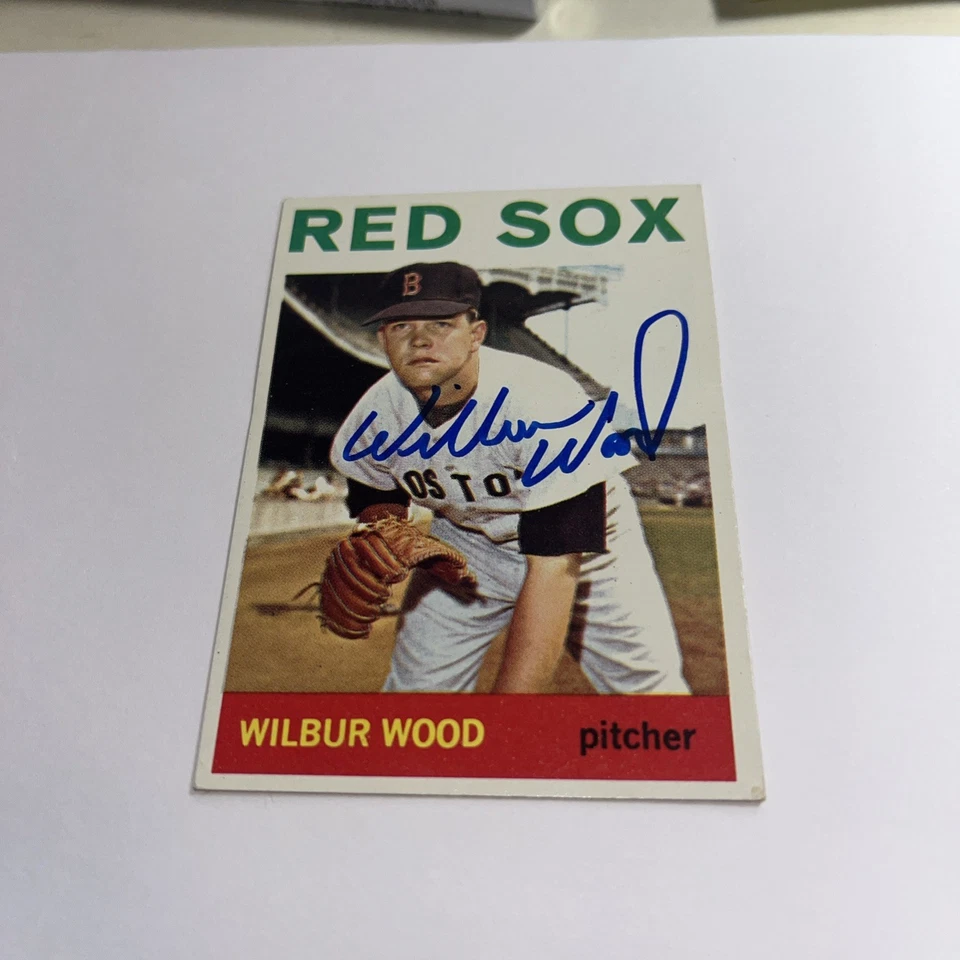 RED SOX
B
Wilbur Wood
OSTO
WILBUR WOOD pitcher